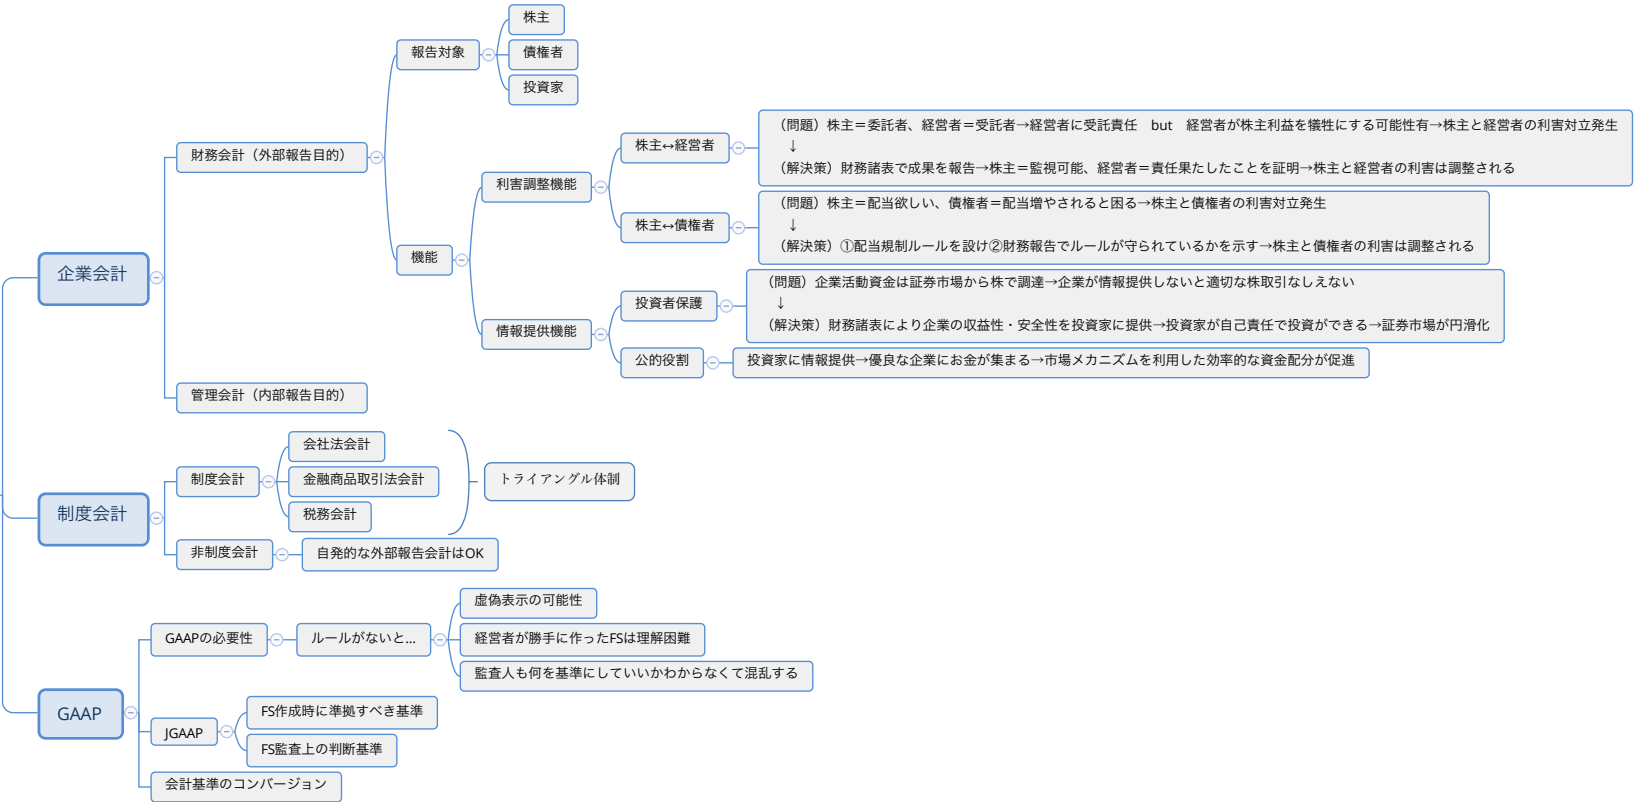 企業会計
財務会計（外部報告目的）
報告対象
株主
債権者
投資家
機能
利害調整機能
株主↔経営者
（問題）株主＝委託者、経営者＝受託者→経営者に受託責任　but　経営者が株主利益を犠牲にする可能性有→株主と経営者の利害対立発生
↓
（解決策）財務諸表で成果を報告→株主＝監視可能、経営者＝責任果たしたことを証明→株主と経営者の利害は調整される
株主↔債権者
（問題）株主＝配当欲しい、債権者＝配当増やされると困る→株主と債権者の利害対立発生
↓
（解決策）①配当規制ルールを設け②財務報告でルールが守られているかを示す→株主と債権者の利害は調整される
情報提供機能
投資者保護
（問題）企業活動資金は証券市場から株で調達→企業が情報提供しないと適切な株取引なしえない
↓
（解決策）財務諸表により企業の収益性・安全性を投資家に提供→投資家が自己責任で投資ができる→証券市場が円滑化
公的役割
投資家に情報提供→優良な企業にお金が集まる→市場メカニズムを利用した効率的な資金配分が促進
管理会計（内部報告目的）
制度会計
制度会計
会社法会計
金融商品取引法会計
税務会計
トライアングル体制
非制度会計
自発的な外部報告会計はOK
GAAP
GAAPの必要性
ルールがないと...
虚偽表示の可能性
経営者が勝手に作ったFSは理解困難
監査人も何を基準にしていいかわからなくて混乱する
JGAAP
FS作成時に準拠すべき基準
FS監査上の判断基準
会計基準のコンバージョン